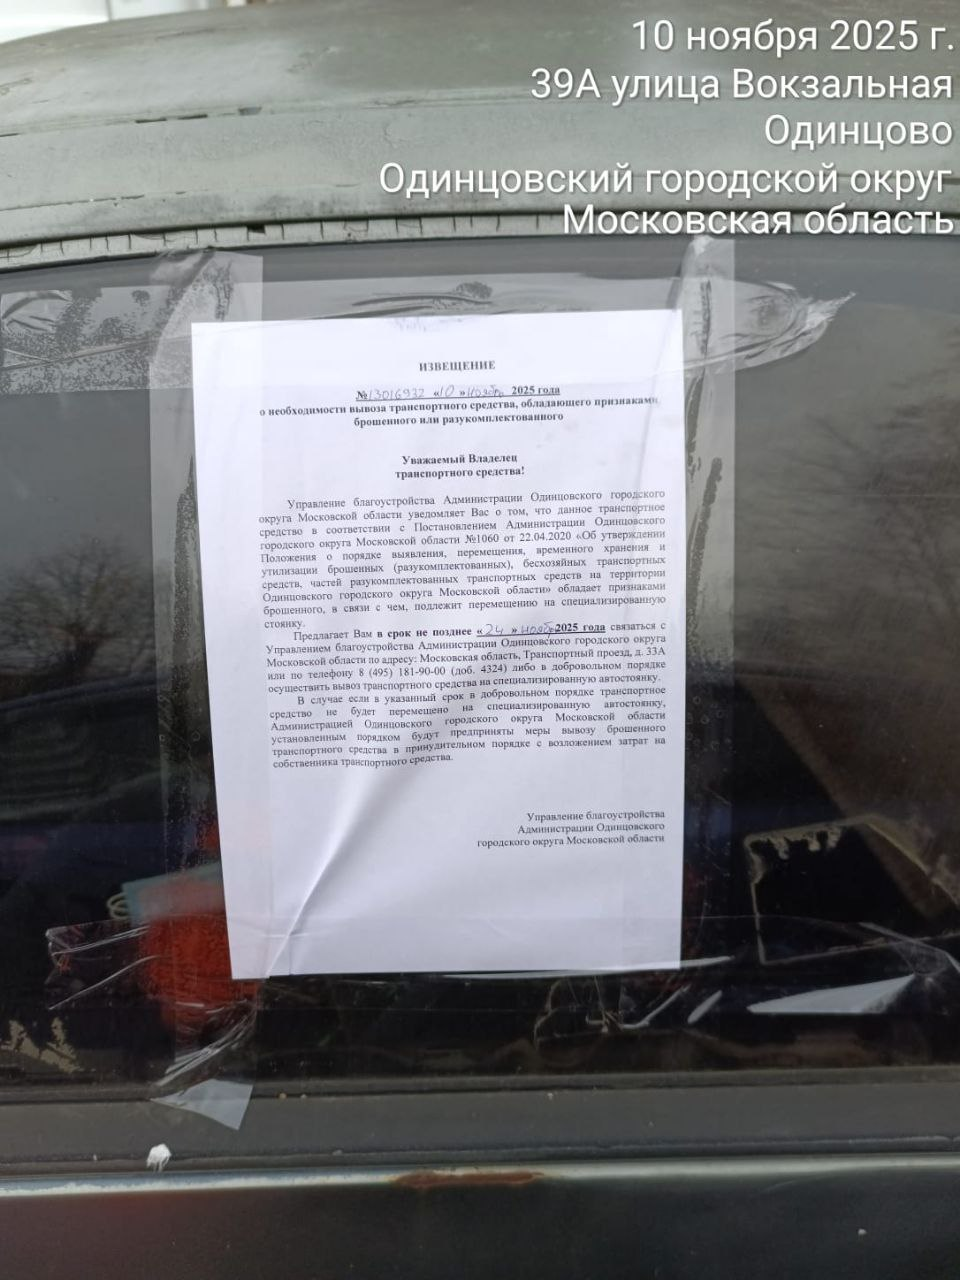 10 ноября 2025 г.
39А улица Вокзальная
Одинцово
Одинцовский городской округ
Московская область
ИЗВЕЩЕНИЕ
№13016932 «10 » ноября 2025 года
о необходимости вывоза транспортного средства, обладающего признаками
брошенного или разукомплектованного
Уважаемый Владелец
транспортного средства!
Управление благоустройства Администрации Одинцовского городского
округа Московской области уведомляет Вас о том, что данное транспортное
средство в соответствии с Постановлением Администрации Одинцовского
городского округа Московской области №1060 от 22.04.2020 «Об утверждении
Положения о порядке выявления, перемещения, временного хранения и
утилизации брошенных (разукомплектованных), бесхозяйных транспортных
средств, частей разукомплектованных транспортных средств на территории
Одинцовского городского округа Московской области» обладает признаками
брошенного, в связи с чем, подлежит перемещению на специализированную
стоянку.
Предлагает Вам в срок не позднее «24 » ноября 2025 года связаться с
Управлением благоустройства Администрации Одинцовского городского округа
Московской области по адресу: Московская область, Транспортный проезд, д. 33А
или по телефону 8 (495) 181-90-00 (доб. 4324) либо в добровольном порядке
осуществить вывоз транспортного средства на специализированную автостоянку.
В случае если в указанный срок в добровольном порядке транспортное
средство не будет перемещено на специализированную автостоянку,
Администрацией Одинцовского городского округа Московской области
установленным порядком будут предприняты меры вывозу брошенного
транспортного средства в принудительном порядке с возложением затрат на
собственника транспортного средства.
Управление благоустройства
Администрации Одинцовского
городского округа Московской области